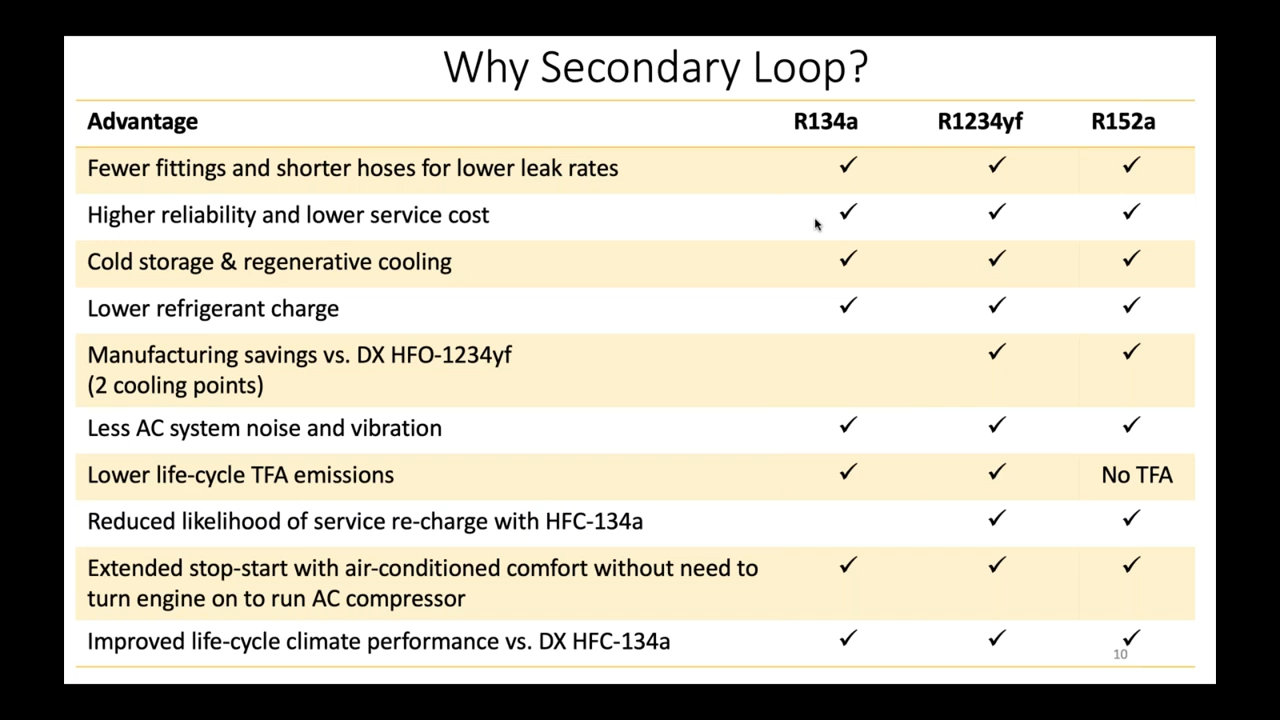 Why Secondary Loop?
Advantage R134a R1234yf R152a
Fewer fittings and shorter hoses for lower leak rates ✓ ✓ ✓
Higher reliability and lower service cost ✓ ✓ ✓
Cold storage & regenerative cooling ✓ ✓ ✓
Lower refrigerant charge ✓ ✓ ✓
Manufacturing savings vs. DX HFO-1234yf ✓ ✓
(2 cooling points)
Less AC system noise and vibration ✓ ✓ ✓
Lower life-cycle TFA emissions ✓ ✓ No TFA
Reduced likelihood of service re-charge with HFC-134a ✓ ✓
Extended stop-start with air-conditioned comfort without need to ✓ ✓ ✓
turn engine on to run AC compressor
Improved life-cycle climate performance vs. DX HFC-134a ✓ ✓ ✓
10